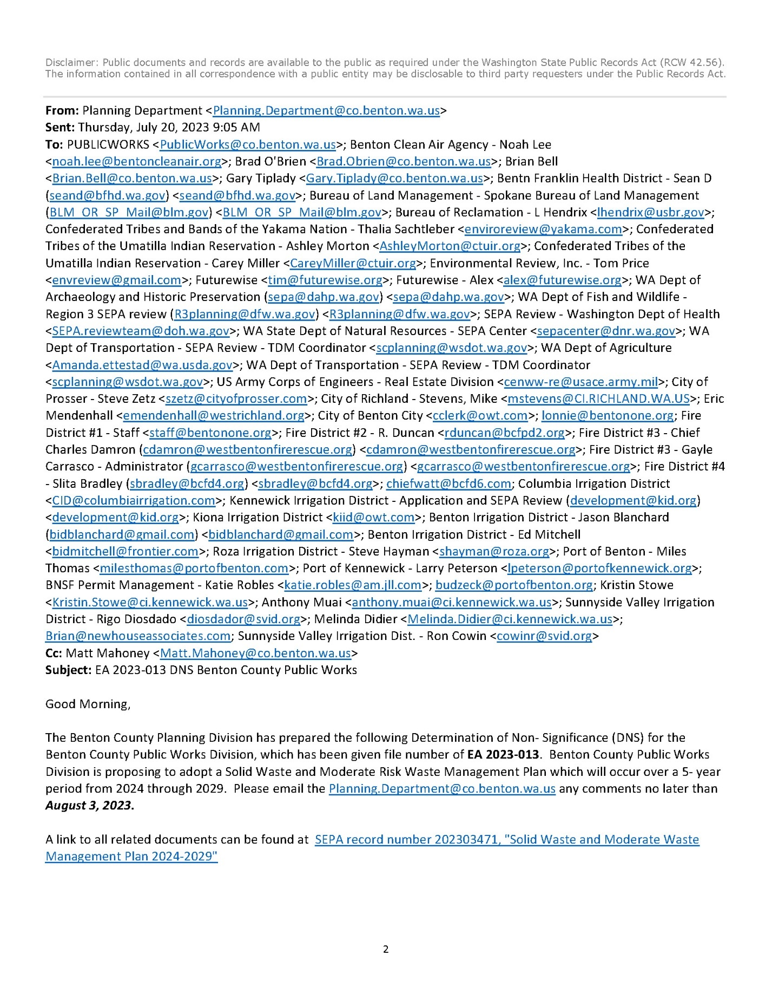 Disclaimer: Public documents and records are available to the public as required under the Washington State Public Records Act (RCW 42.56).
The information contained in all correspondence with a public entity may be disclosable to third party requesters under the Public Records Act.
From: Planning Department <Planning.Department@co.benton.wa.us>
Sent: Thursday, July 20, 2023 9:05 AM
To: PUBLICWORKS <PublicWorks@co.benton.wa.us>; Benton Clean Air Agency - Noah Lee
<noah.lee@bentoncleanair.org>; Brad O'Brien <Brad.Obrien@co.benton.wa.us>; Brian Bell
<Brian.Bell@co.benton.wa.us>; Gary Tiplady <Gary.Tiplady@co.benton.wa.us>; Bentn Franklin Health District - Sean D
(seand@bfhd.wa.gov) <seand@bfhd.wa.gov>; Bureau of Land Management - Spokane Bureau of Land Management
(BLM_OR_SP_Mail@blm.gov) <BLM_OR_SP_Mail@blm.gov>; Bureau of Reclamation - L Hendrix <lhendrix@usbr.gov>;
Confederated Tribes and Bands of the Yakama Nation - Thalia Sachtleber <enviroreview@yakama.com>; Confederated
Tribes of the Umatilla Indian Reservation - Ashley Morton <AshleyMorton@ctuir.org>; Confederated Tribes of the
Umatilla Indian Reservation - Carey Miller <CareyMiller@ctuir.org>; Environmental Review, Inc. - Tom Price
<envreview@gmail.com>; Futurewise <tim@futurewise.org>; Futurewise - Alex <alex@futurewise.org>; WA Dept of
Archaeology and Historic Preservation (sepa@dahp.wa.gov) <sepa@dahp.wa.gov>; WA Dept of Fish and Wildlife -
Region 3 SEPA review (R3planning@dfw.wa.gov) <R3planning@dfw.wa.gov>; SEPA Review - Washington Dept of Health
<SEPA.reviewteam@doh.wa.gov>; WA State Dept of Natural Resources - SEPA Center <sepacenter@dnr.wa.gov>; WA
Dept of Transportation - SEPA Review - TDM Coordinator <scplanning@wsdot.wa.gov>; WA Dept of Agriculture
<Amanda.ettestad@wa.usda.gov>; WA Dept of Transportation - SEPA Review - TDM Coordinator
<scplanning@wsdot.wa.gov>; US Army Corps of Engineers - Real Estate Division <cenww-re@usace.army.mil>; City of
Prosser - Steve Zetz <szetz@cityofprosser.com>; City of Richland - Stevens, Mike <mstevens@CI.RICHLAND.WA.US>; Eric
Mendenhall <emendenhall@westrichland.org>; City of Benton City <cclerk@owt.com>; lonnie@bentonone.org; Fire
District #1 - Staff <staff@bentonone.org>; Fire District #2 - R. Duncan <rduncan@bcfpd2.org>; Fire District #3 - Chief
Charles Damron (cdamron@westbentonfirerescue.org) <cdamron@westbentonfirerescue.org>; Fire District #3 - Gayle
Carrasco - Administrator (gcarrasco@westbentonfirerescue.org) <gcarrasco@westbentonfirerescue.org>; Fire District #4
- Slita Bradley (sbradley@bcfd4.org) <sbradley@bcfd4.org>; chiefwatt@bcfd6.com; Columbia Irrigation District
<CID@columbiairrigation.com>; Kennewick Irrigation District - Application and SEPA Review (development@kid.org)
<development@kid.org>; Kiona Irrigation District <kiid@owt.com>; Benton Irrigation District - Jason Blanchard
(bidblanchard@gmail.com) <bidblanchard@gmail.com>; Benton Irrigation District - Ed Mitchell
<bidmitchell@frontier.com>; Roza Irrigation District - Steve Hayman <shayman@roza.org>; Port of Benton - Miles
Thomas <milesthomas@portofbenton.com>; Port of Kennewick - Larry Peterson <lpeterson@portofkennewick.org>;
BNSF Permit Management - Katie Robles <katie.robles@am.jll.com>; budzeck@portofbenton.org; Kristin Stowe
<Kristin.Stowe@ci.kennewick.wa.us>; Anthony Muai <anthony.muai@ci.kennewick.wa.us>; Sunnyside Valley Irrigation
District - Rigo Diosdado <diosdador@svid.org>; Melinda Didier <Melinda.Didier@ci.kennewick.wa.us>;
Brian@newhouseassociates.com; Sunnyside Valley Irrigation Dist. - Ron Cowin <cowinr@svid.org>
Cc: Matt Mahoney <Matt.Mahoney@co.benton.wa.us>
Subject: EA 2023-013 DNS Benton County Public Works
Good Morning,
The Benton County Planning Division has prepared the following Determination of Non- Significance (DNS) for the
Benton County Public Works Division, which has been given file number of EA 2023-013.  Benton County Public Works
Division is proposing to adopt a Solid Waste and Moderate Risk Waste Management Plan which will occur over a 5- year
period from 2024 through 2029.  Please email the Planning.Department@co.benton.wa.us any comments no later than
August 3, 2023.
A link to all related documents can be found at  SEPA record number 202303471, "Solid Waste and Moderate Waste
Management Plan 2024-2029"
2